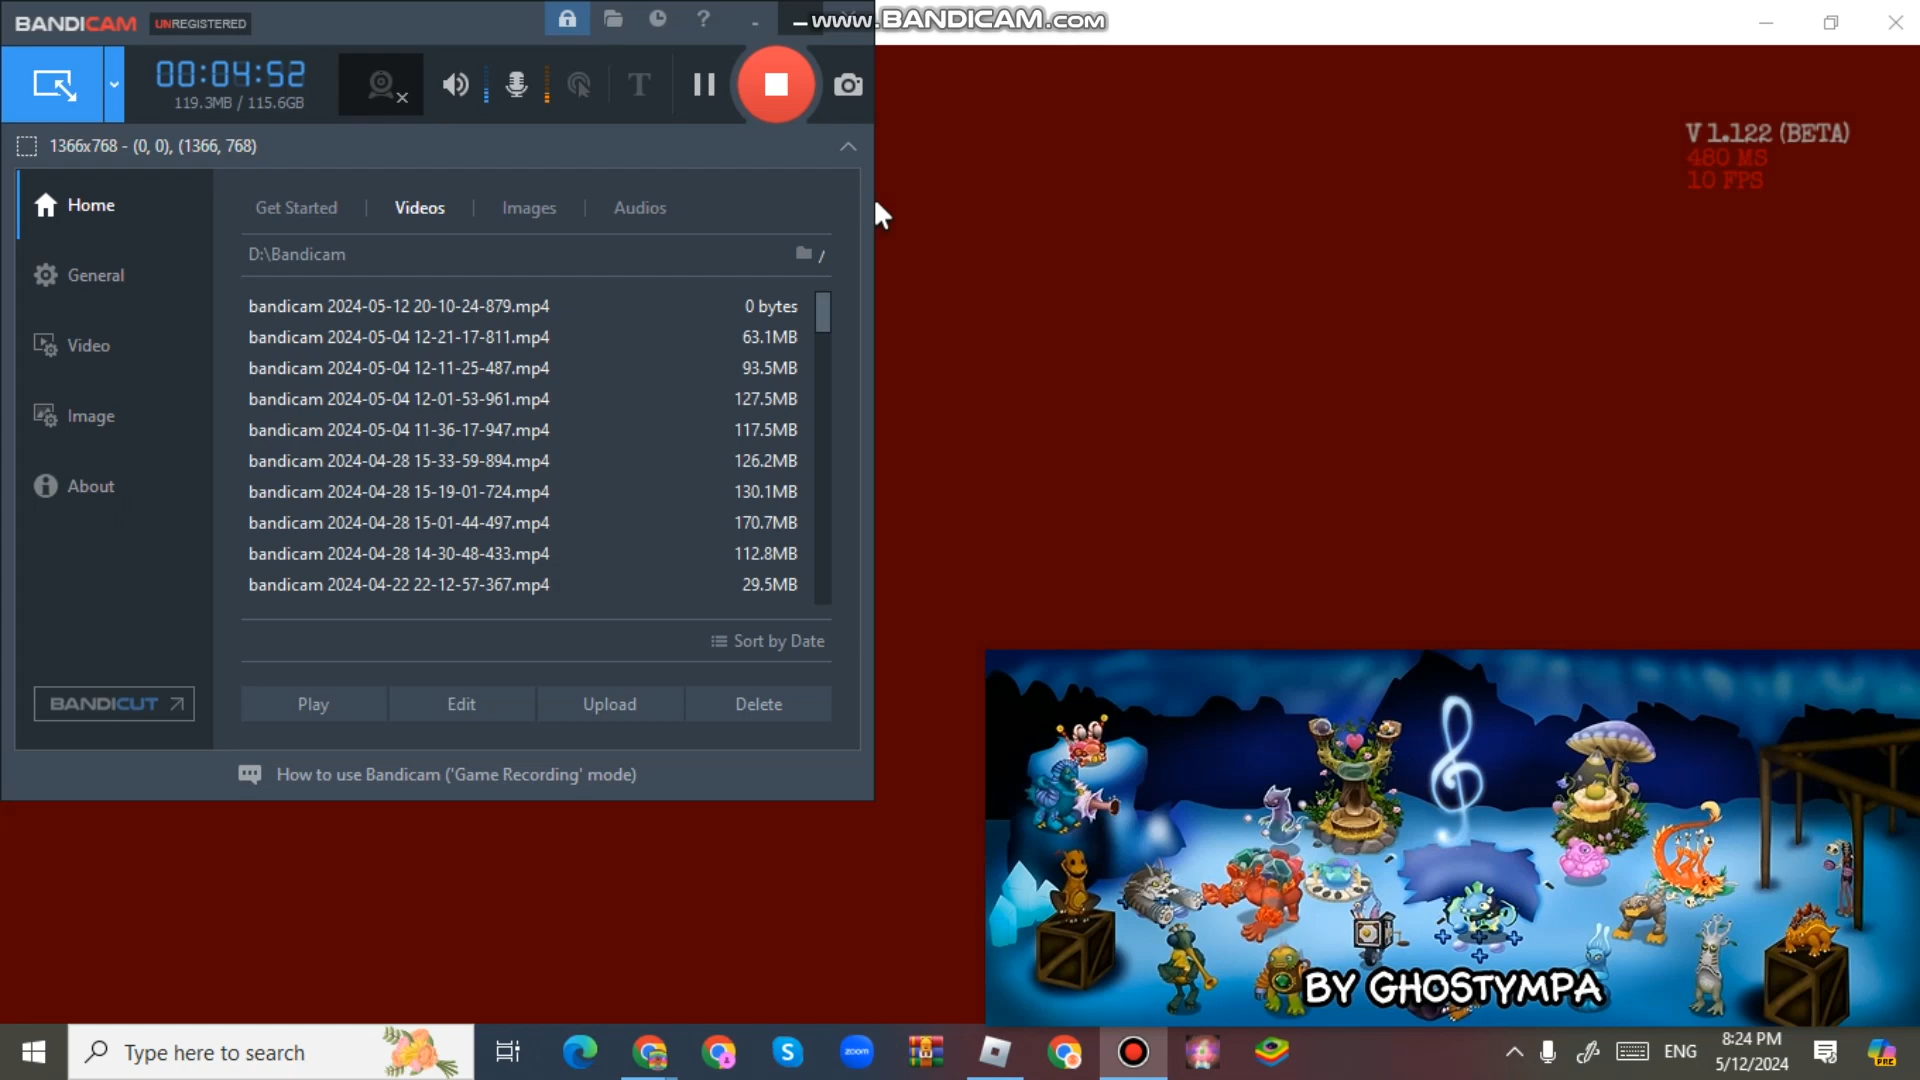 BANDICAM UNREGISTERED
www.BANDICAM.com
00:04:52
119.3MB / 115.6GB
1366x768 - (0, 0), (1366, 768)
V 1.122 (BETA)
480 MS
10 FPS
Home
General
Video
Image
About
BANDICUT
Get Started | Videos | Images | Audios
D:\Bandicam
/
bandicam 2024-05-12 20-10-24-879.mp4 0 bytes
bandicam 2024-05-04 12-21-17-811.mp4 63.1MB
bandicam 2024-05-04 12-11-25-487.mp4 93.5MB
bandicam 2024-05-04 12-01-53-961.mp4 127.5MB
bandicam 2024-05-04 11-36-17-947.mp4 117.5MB
bandicam 2024-04-28 15-33-59-894.mp4 126.2MB
bandicam 2024-04-28 15-19-01-724.mp4 130.1MB
bandicam 2024-04-28 15-01-44-497.mp4 170.7MB
bandicam 2024-04-28 14-30-48-433.mp4 112.8MB
bandicam 2024-04-22 22-12-57-367.mp4 29.5MB
Sort by Date
Play Edit Upload Delete
How to use Bandicam ('Game Recording' mode)
BY GHOSTYMPA
Type here to search
zoom
ENG
8:24 PM
5/12/2024
PRE